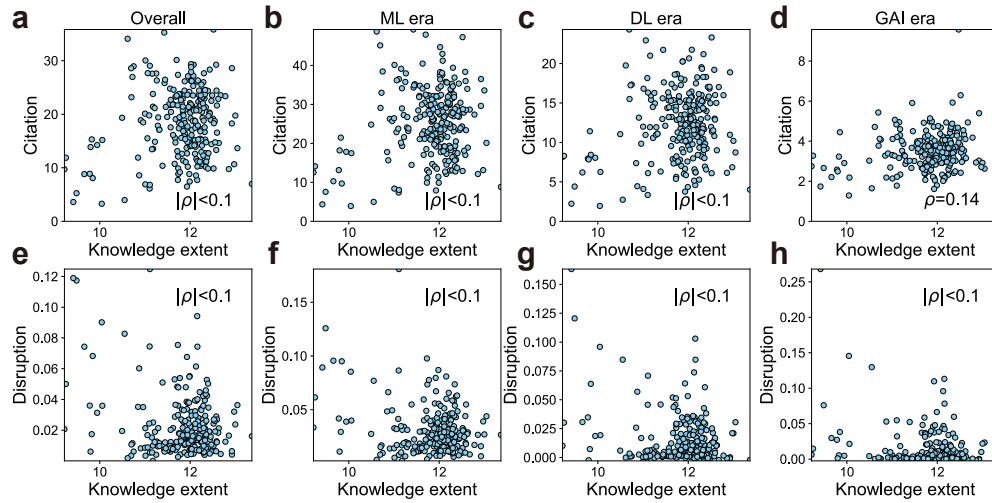 a Overall
b ML era
c DL era
d GAI era
Citation
30
20
10
0
10 12
Knowledge extent
|ρ|<0.1
Citation
40
30
20
10
0
10 12
Knowledge extent
|ρ|<0.1
Citation
20
15
10
5
0
10 12
Knowledge extent
|ρ|<0.1
Citation
8
6
4
2
0
10 12
Knowledge extent
ρ=0.14
e
Disruption
0.12
0.10
0.08
0.06
0.04
0.02
|ρ|<0.1
10 12
Knowledge extent
f
Disruption
0.15
0.10
0.05
|ρ|<0.1
10 12
Knowledge extent
g
Disruption
0.150
0.125
0.100
0.075
0.050
0.025
0,000
|ρ|<0.1
10 12
Knowledge extent
h
Disruption
0.25
0.20
0.15
0.10
0.05
0.00
|ρ|<0.1
10 12
Knowledge extent